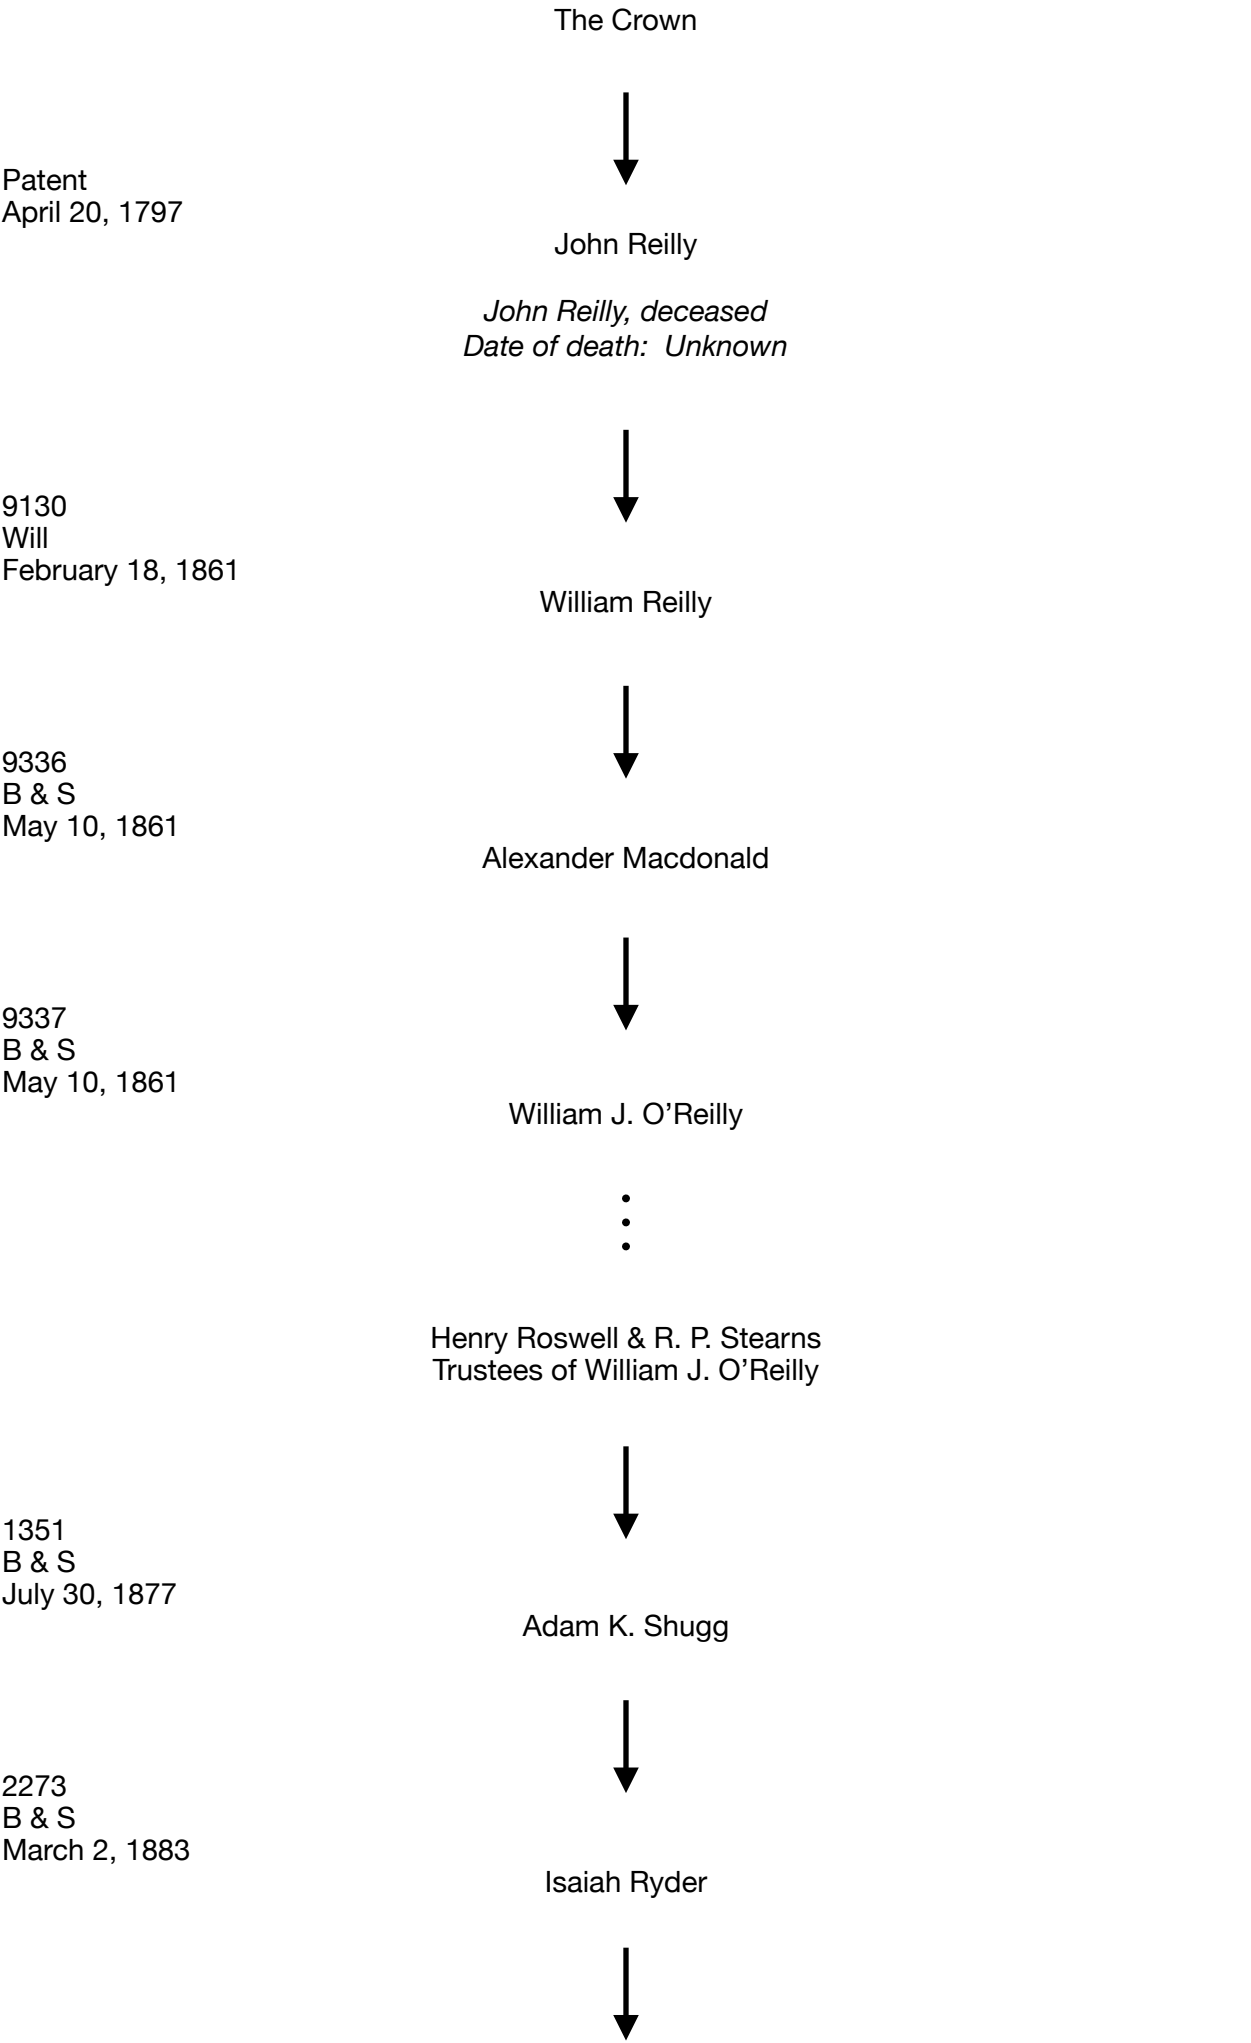 The Crown
Patent
April 20, 1797
John Reilly
John Reilly, deceased
Date of death:  Unknown
9130
Will
February 18, 1861
William Reilly
9336
B & S
May 10, 1861
Alexander Macdonald
9337
B & S
May 10, 1861
William J. O’Reilly
Henry Roswell & R. P. Stearns
Trustees of William J. O’Reilly
1351
B & S
July 30, 1877
Adam K. Shugg
2273
B & S
March 2, 1883
Isaiah Ryder